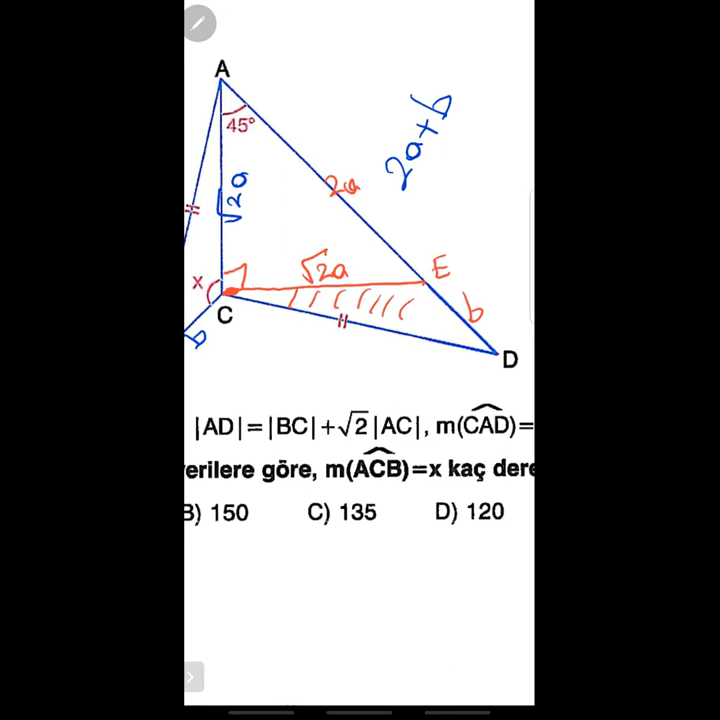 A
45°
2a+b
√2a
2a
x
√2a
E
C
b
b
D
|AD|=|BC|+√2|AC|, m(CAD)=
erilere göre, m(ACB)=x kaç dere
B) 150 C) 135 D) 120